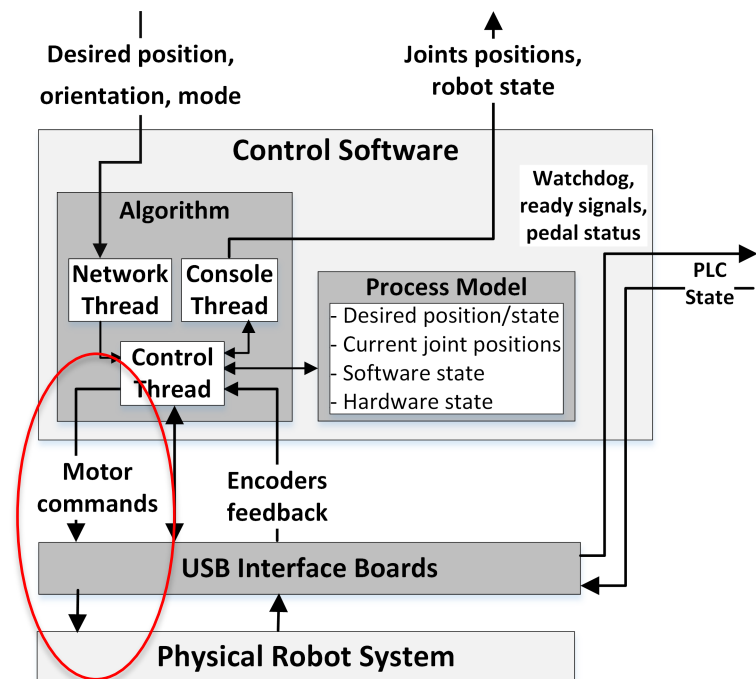 Desired position,
orientation, mode
Joints positions,
robot state
Control Software
Watchdog,
ready signals,
pedal status
Algorithm
PLC
State
Network
Thread
Console
Thread
Process Model
- Desired position/state
- Current joint positions
- Software state
- Hardware state
Control
Thread
Motor
commands
Encoders
feedback
USB Interface Boards
Physical Robot System